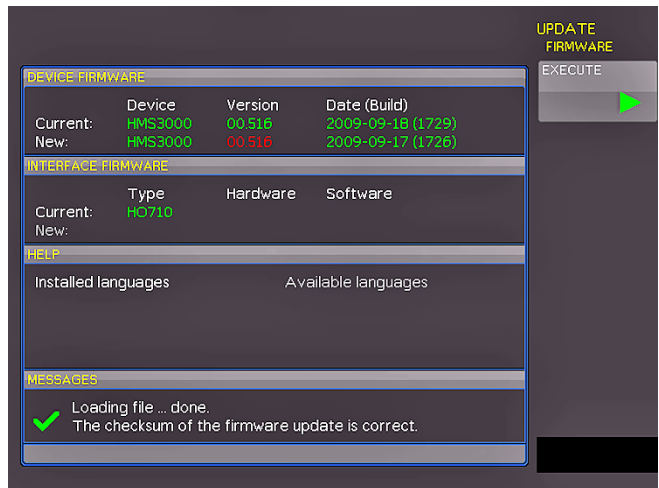 UPDATE
FIRMWARE
EXECUTE
DEVICE FIRMWARE
Device Version Date (Build)
Current: HMS3000 00.516 2009-09-18 (1729)
New: HMS3000 00.516 2009-09-17 (1726)
INTERFACE FIRMWARE
Type Hardware Software
Current: HO710
New:
HELP
Installed languages Available languages
MESSAGES
Loading file ... done.
The checksum of the firmware update is correct.